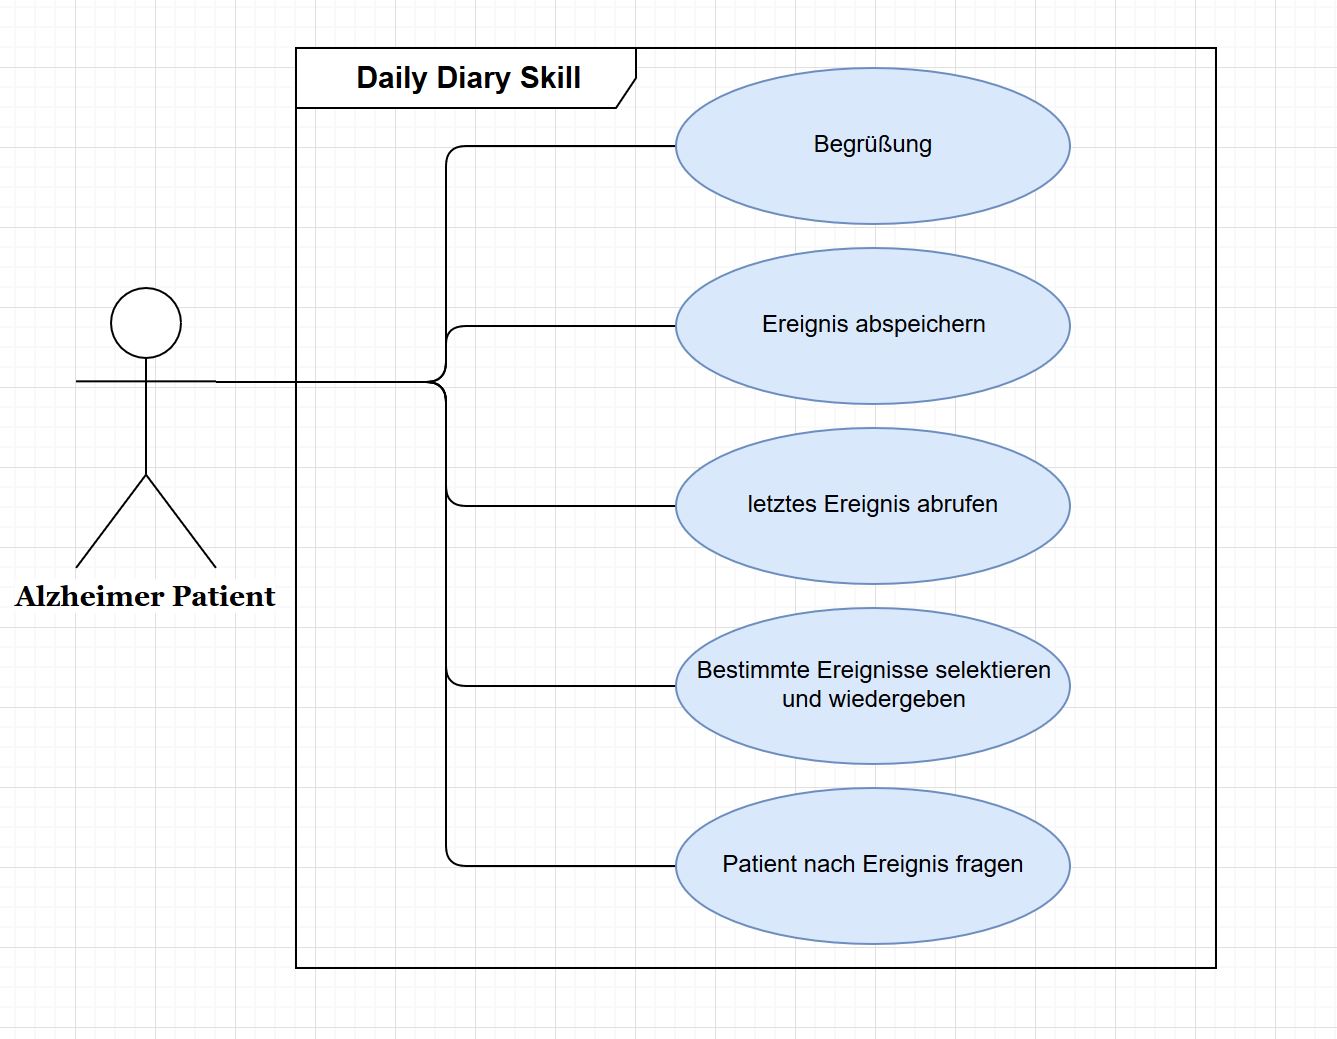 Daily Diary Skill
Begrüßung
Ereignis abspeichern
letztes Ereignis abrufen
Alzheimer Patient
Bestimmte Ereignisse selektieren
und wiedergeben
Patient nach Ereignis fragen